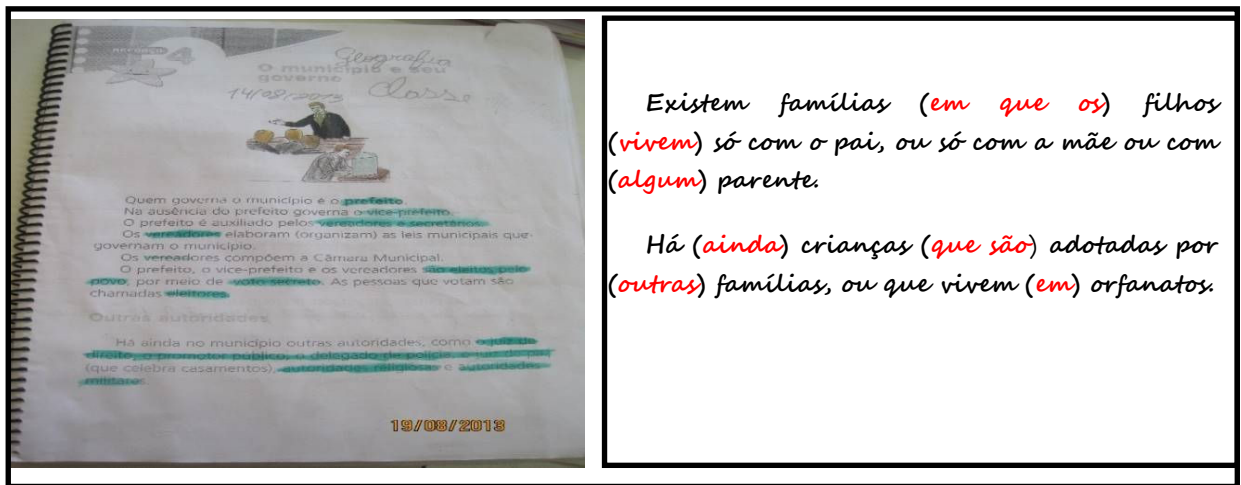 4
Geografia
O município e seu
governo
14/08/2013 Classe
Quem governa o município é o prefeito.
Na ausência do prefeito governa o vice-prefeito.
O prefeito é auxiliado pelos vereadores e secretários.
Os vereadores elaboram (organizam) as leis municipais que
governam o município.
Os vereadores compõem a Câmara Municipal.
O prefeito, o vice-prefeito e os vereadores são eleitos pelo
povo, por meio de voto secreto. As pessoas que votam são
chamadas eleitores.
Outras autoridades
Há ainda no município outras autoridades, como o juiz de
direito, o promotor público, o delegado de polícia, o juiz de paz
(que celebra casamentos), autoridades religiosas e autoridades
militares.
19/08/2013
Existem famílias (em que os) filhos
(vivem) só com o pai, ou só com a mãe ou com
(algum) parente.
Há (ainda) crianças (que são) adotadas por
(outras) famílias, ou que vivem (em) orfanatos.